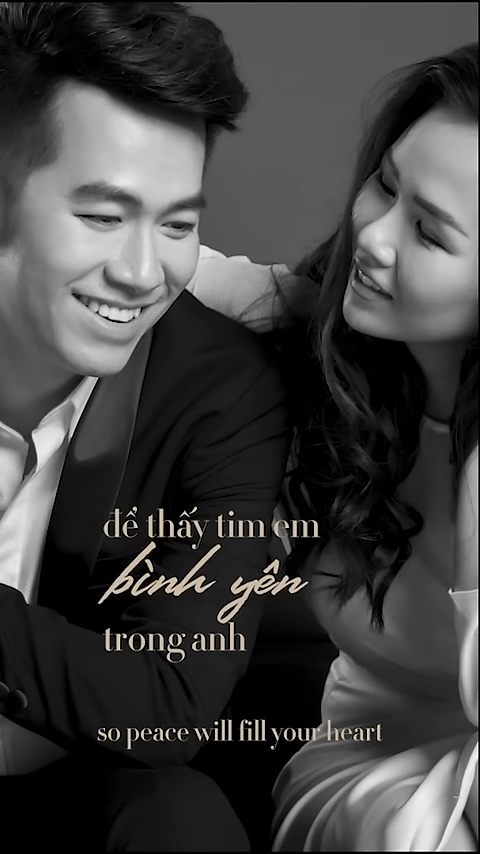 để thấy tim em
bình yên
trong anh
so peace will fill your heart